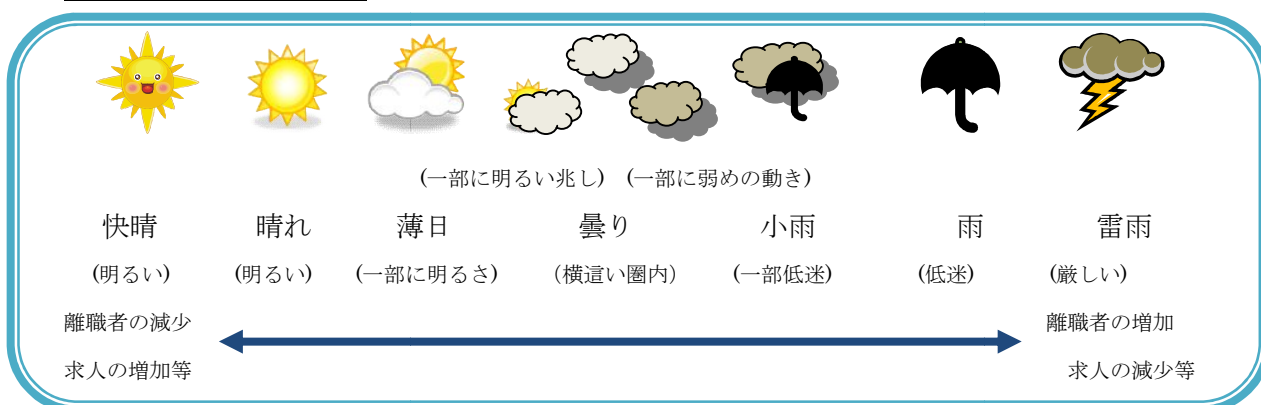 (一部に明るい兆し) (一部に弱めの動き)
快晴 晴れ 薄日 曇り 小雨 雨 雷雨
(明るい) (明るい) (一部に明るさ) (横這い圏内) (一部低迷) (低迷) (厳しい)
離職者の減少 離職者の増加
求人の増加等 求人の減少等